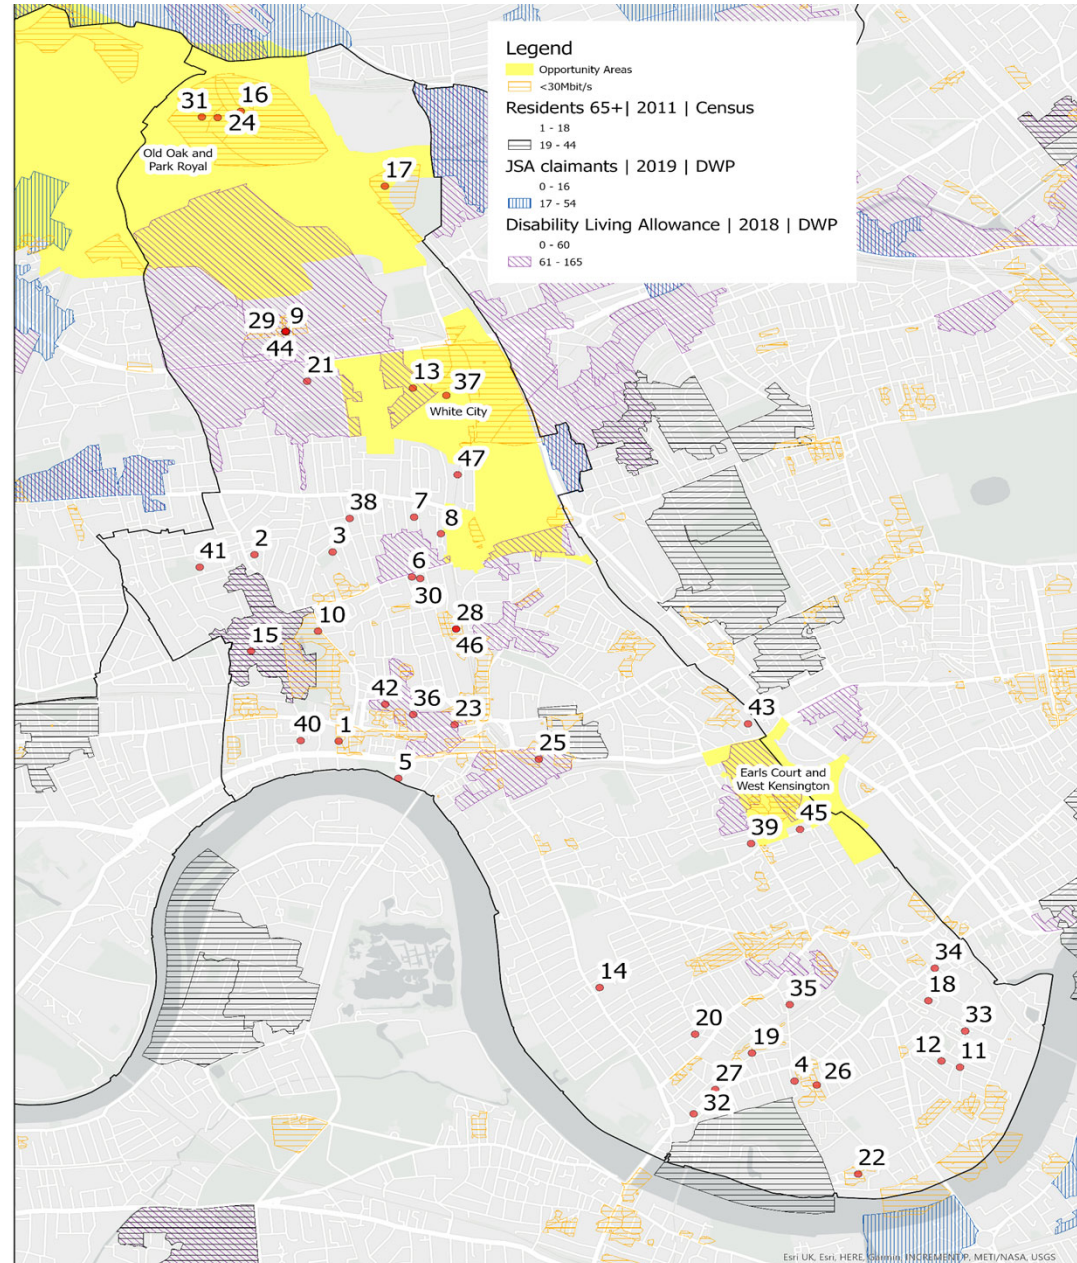 Legend
Opportunity Areas
<30Mbit/s
Residents 65+| 2011 | Census
1 - 18
19 - 44
JSA claimants | 2019 | DWP
0 - 16
17 - 54
Disability Living Allowance | 2018 | DWP
0 - 60
61 - 165
31
16
24
Old Oak and
Park Royal
17
29
9
44
21
13
37
White City
47
38
7
8
2
3
41
6
30
10
28
15
46
42
36
23
43
40
1
25
5
Earls Court and
West Kensington
45
39
34
14
18
35
33
20
19
12
11
4
26
27
32
22
Esri UK, Esri, HERE, Garmin, INCREMENT P, METI/NASA, USGS